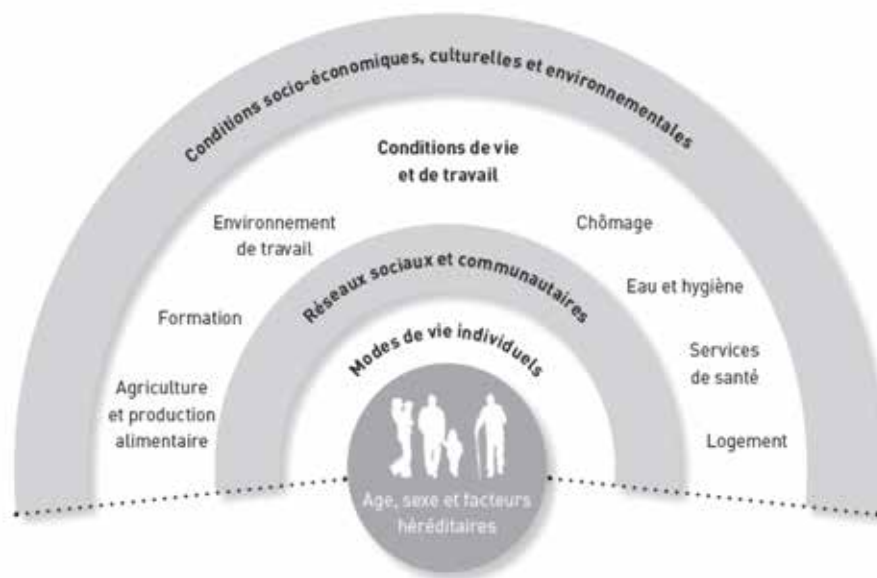 Conditions socio-économiques, culturelles et environnementales
Conditions de vie
et de travail
Environnement
de travail
Chômage
Réseaux sociaux et communautaires
Eau et hygiène
Formation
Modes de vie individuels
Services
de santé
Agriculture
et production
alimentaire
Logement
Age, sexe et facteurs
héréditaires